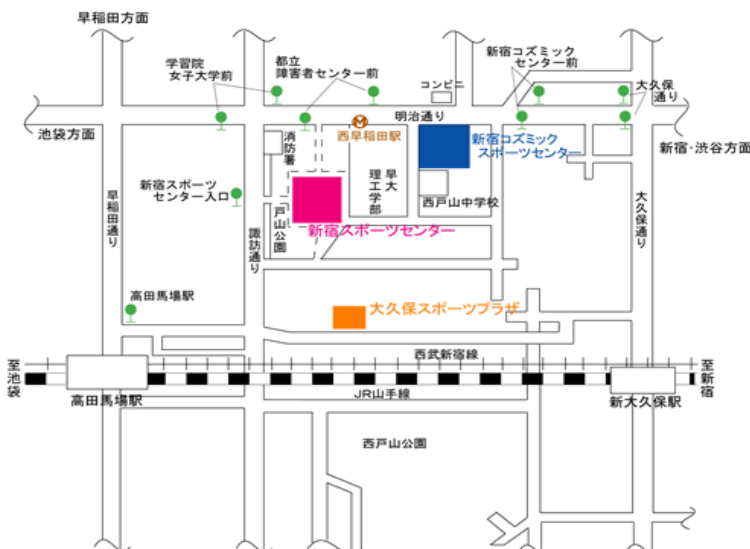 早稲田方面
学習院
女子大学前
都立
障害者センター前
コンビニ
新宿コズミック
センター前
大久保
通り
池袋方面
明治通り
西早稲田駅
新宿・渋谷方面
消防署
新宿コズミック
スポーツセンター
早大
理工学部
西戸山中学校
新宿スポーツ
センター入口
早稲田通り
諏訪通り
戸山公園
新宿スポーツセンター
大久保通り
高田馬場駅
大久保スポーツプラザ
西武新宿線
至池袋
至新宿
高田馬場駅
JR山手線
新大久保駅
西戸山公園